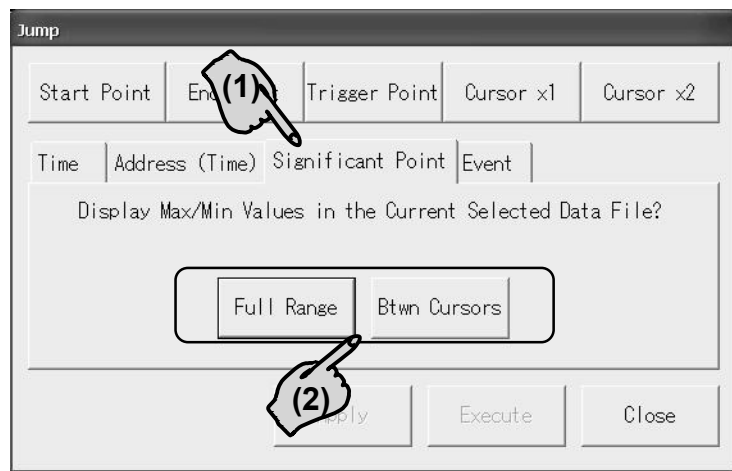 Jump
Start Point
(1)
Trigger Point
Cursor x1
Cursor x2
Time
Address (Time)
Significant Point
Event
Display Max/Min Values in the Current Selected Data File?
Full Range
Btwn Cursors
(2)
Execute
Close